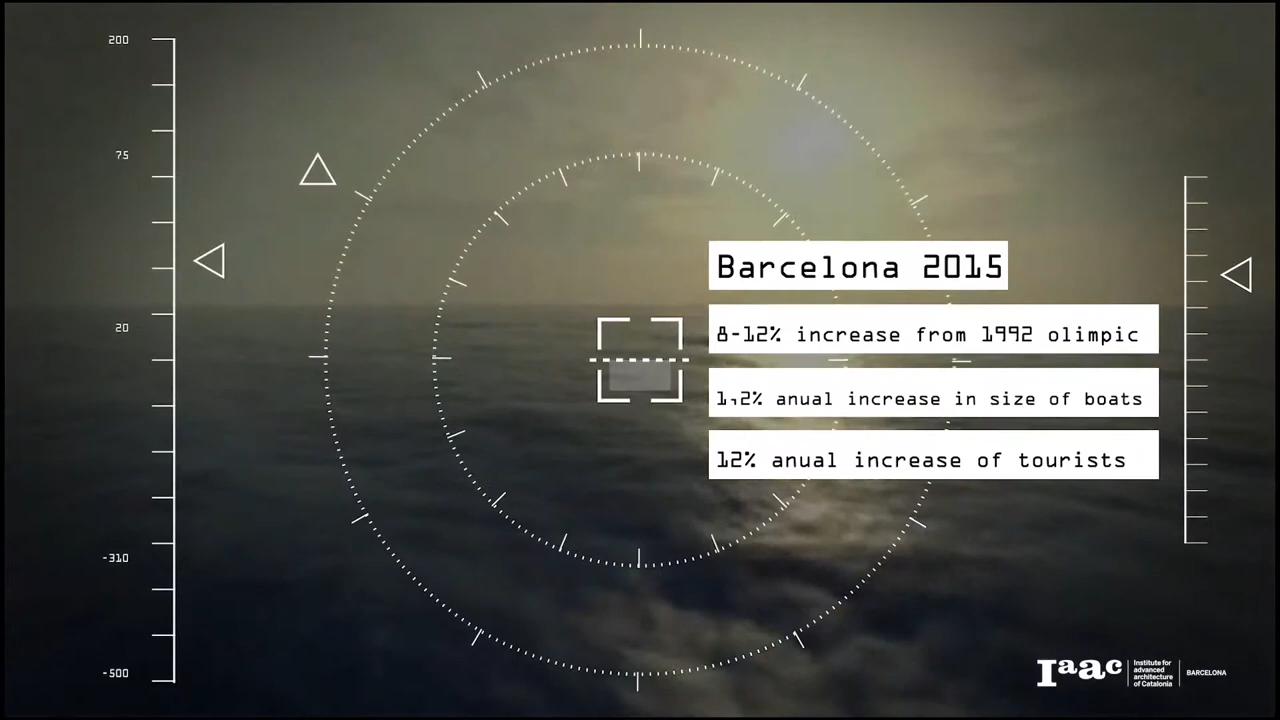 200
75
20
-310
-500
Barcelona 2015
8-12% increase from 1992 olimpic
1,2% anual increase in size of boats
12% anual increase of tourists
Iaac
Institute for
advanced
architecture
of Catalonia
BARCELONA